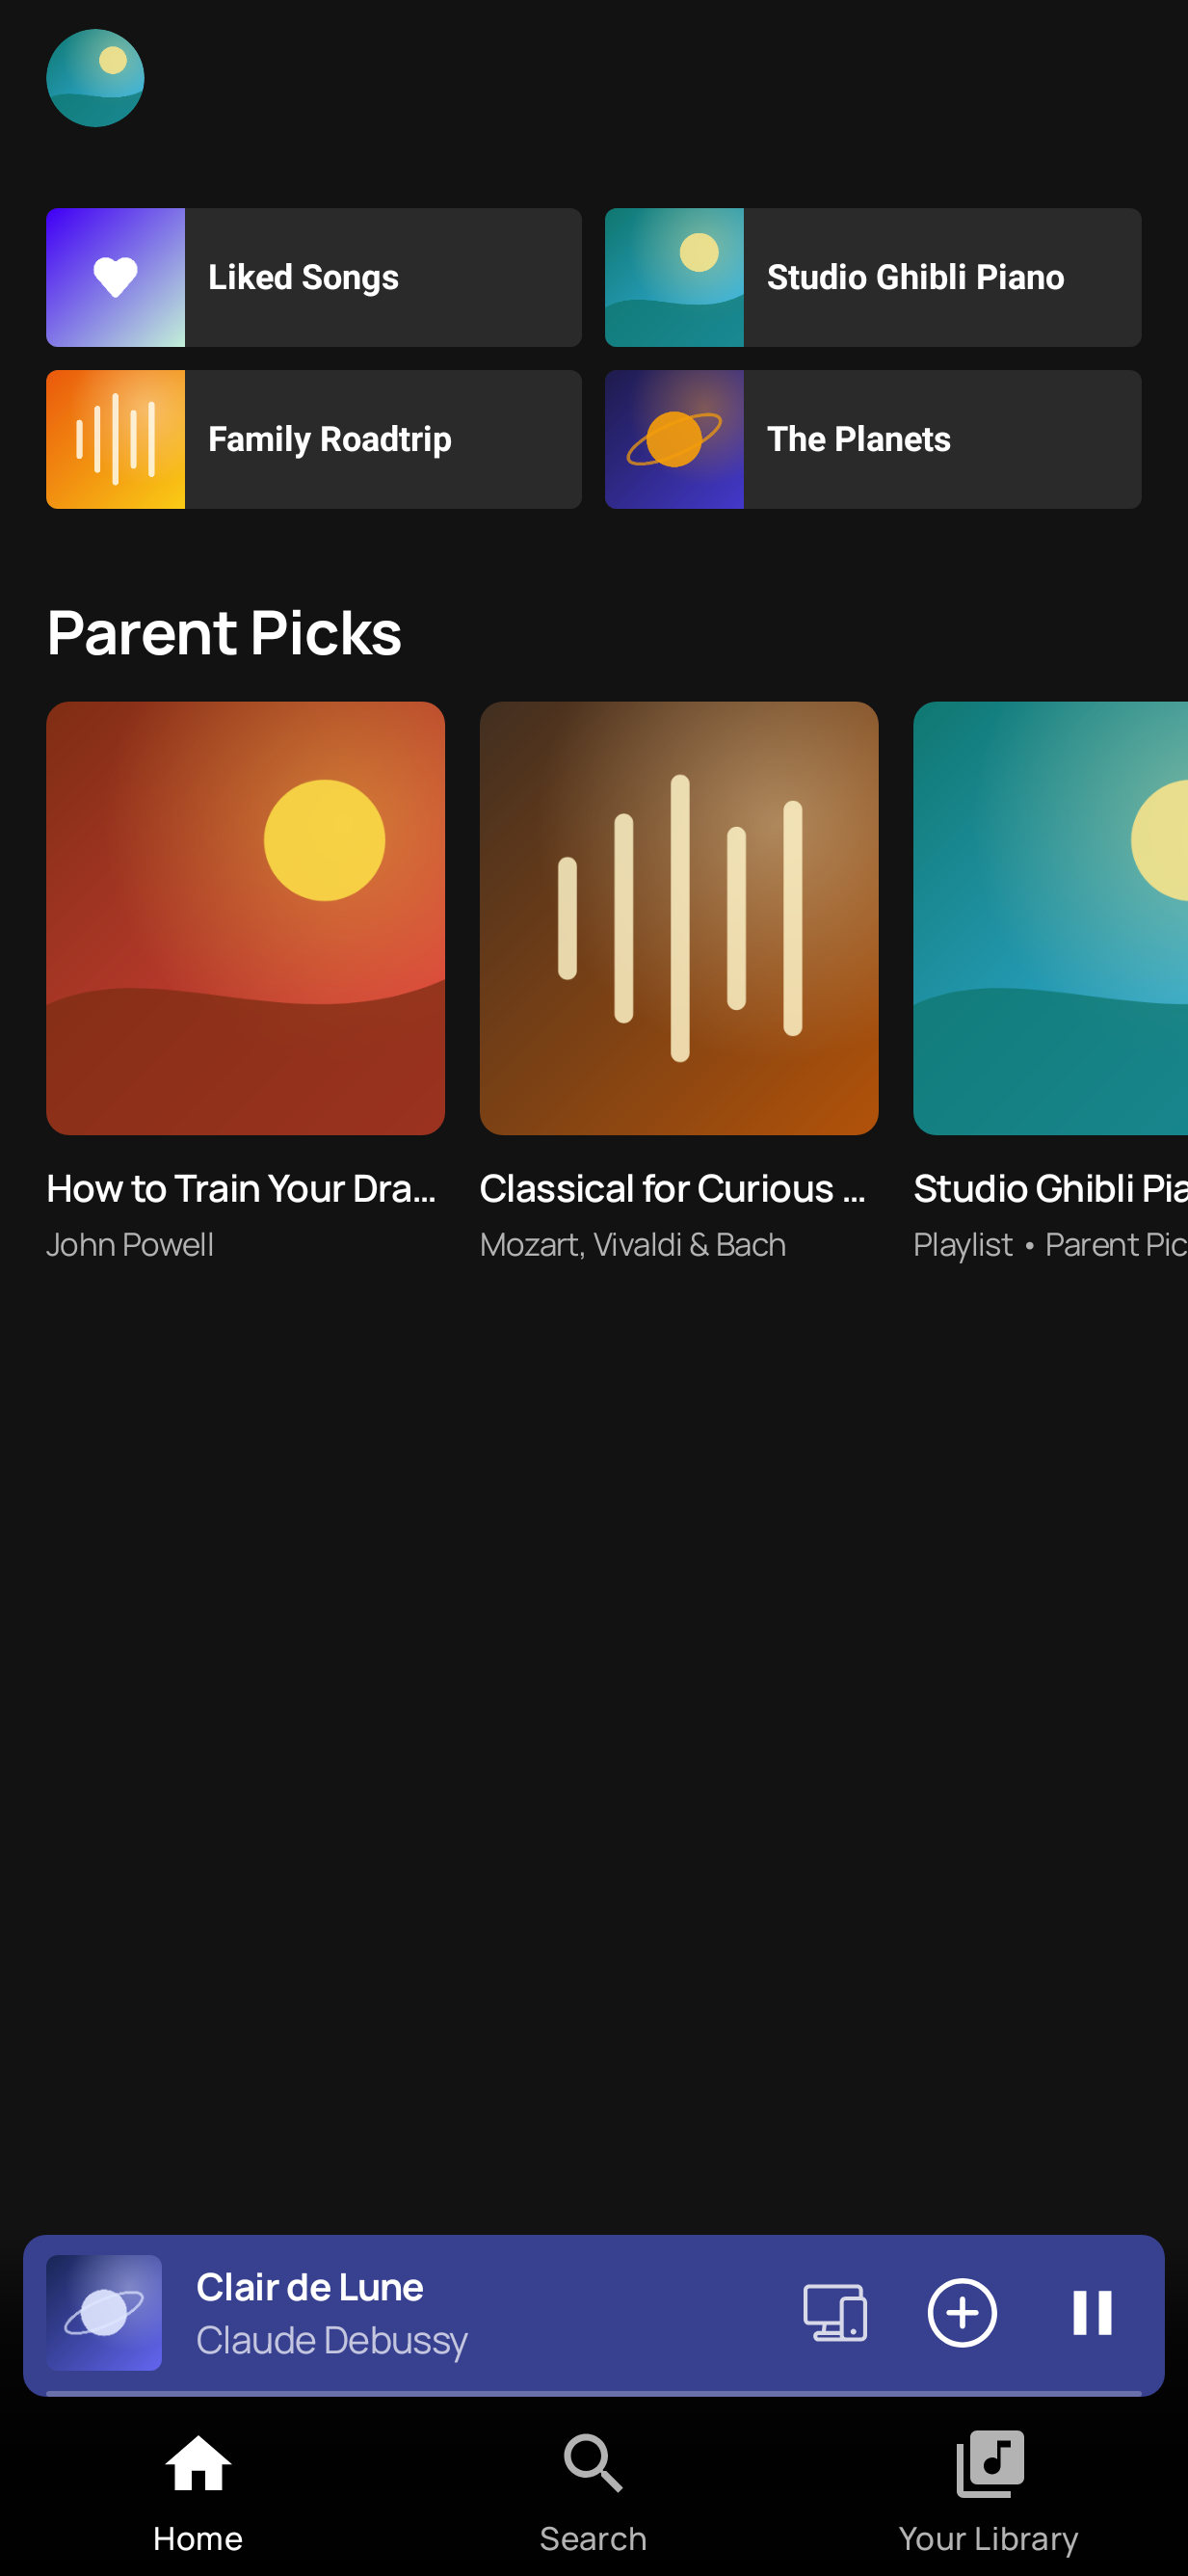 Liked Songs
Studio Ghibli Piano
Family Roadtrip
The Planets
Parent Picks
How to Train Your Dra...
John Powell
Classical for Curious ...
Mozart, Vivaldi & Bach
Studio Ghibli Pia
Playlist • Parent Pic
Clair de Lune
Claude Debussy
Home
Search
Your Library